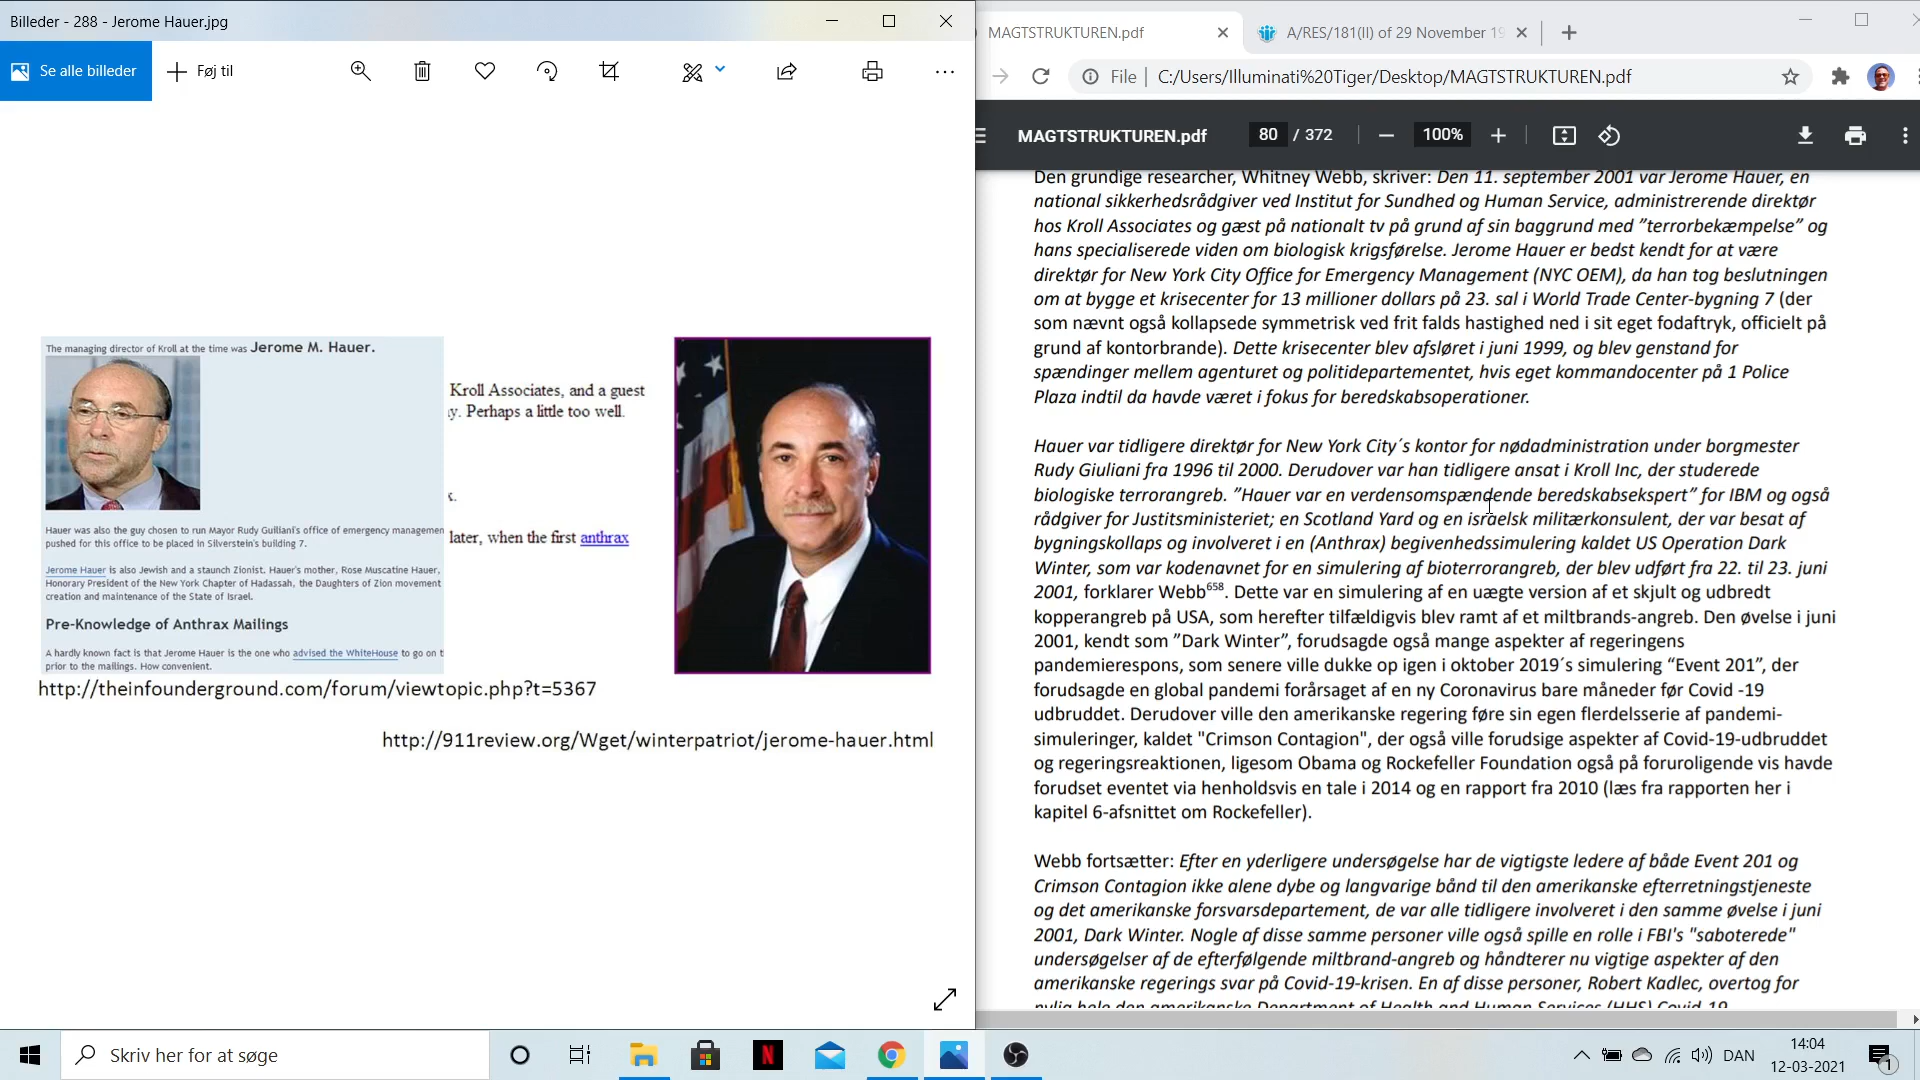 Billeder - 288 - Jerome Hauer.jpg
Se alle billeder
Føj til
The managing director of Kroll at the time was Jerome M. Hauer.
Kroll Associates, and a guest
y. Perhaps a little too well.
x.
Hauer was also the guy chosen to run Mayor Rudy Guiliani's office of emergency managemen
pushed for this office to be placed in Silverstein's building 7.
later, when the first anthrax
Jerome Hauer is also Jewish and a staunch Zionist. Hauer's mother, Rose Muscatine Hauer,
Honorary President of the New York Chapter of Hadassah, the Daughters of Zion movement
creation and maintenance of the State of Israel.
Pre-Knowledge of Anthrax Mailings
A hardly known fact is that Jerome Hauer is the one who advised the WhiteHouse to go on t
prior to the mailings. How convenient.
http://theinfounderground.com/forum/viewtopic.php?t=5367
http://911review.org/Wget/winterpatriot/jerome-hauer.html
MAGTSTRUKTUREN.pdf
A/RES/181(II) of 29 November 19
File
C:/Users/Illuminati%20Tiger/Desktop/MAGTSTRUKTUREN.pdf
MAGTSTRUKTUREN.pdf
80 / 372
100%
Den grundige researcher, Whitney Webb, skriver: Den 11. september 2001 var Jerome Hauer, en
national sikkerhedsrådgiver ved Institut for Sundhed og Human Service, administrerende direktør
hos Kroll Associates og gæst på nationalt tv på grund af sin baggrund med ”terrorbekæmpelse” og
hans specialiserede viden om biologisk krigsførelse. Jerome Hauer er bedst kendt for at være
direktør for New York City Office for Emergency Management (NYC OEM), da han tog beslutningen
om at bygge et krisecenter for 13 millioner dollars på 23. sal i World Trade Center-bygning 7 (der
som nævnt også kollapsede symmetrisk ved frit falds hastighed ned i sit eget fodaftryk, officielt på
grund af kontorbrande). Dette krisecenter blev afsløret i juni 1999, og blev genstand for
spændinger mellem agenturet og politidepartementet, hvis eget kommandocenter på 1 Police
Plaza indtil da havde været i fokus for beredskabsoperationer.
Hauer var tidligere direktør for New York City´s kontor for nødadministration under borgmester
Rudy Giuliani fra 1996 til 2000. Derudover var han tidligere ansat i Kroll Inc, der studerede
biologiske terrorangreb. ”Hauer var en verdensomspændende beredskabsekspert” for IBM og også
rådgiver for Justitsministeriet; en Scotland Yard og en israelsk militærkonsulent, der var besat af
bygningskollaps og involveret i en (Anthrax) begivenhedssimulering kaldet US Operation Dark
Winter, som var kodenavnet for en simulering af bioterrorangreb, der blev udført fra 22. til 23. juni
2001, forklarer Webb658. Dette var en simulering af en uægte version af et skjult og udbredt
kopperangreb på USA, som herefter tilfældigvis blev ramt af et miltbrands-angreb. Den øvelse i juni
2001, kendt som ”Dark Winter”, forudsagde også mange aspekter af regeringens
pandemierespons, som senere ville dukke op igen i oktober 2019´s simulering “Event 201”, der
forudsagde en global pandemi forårsaget af en ny Coronavirus bare måneder før Covid -19
udbruddet. Derudover ville den amerikanske regering føre sin egen flerdelsserie af pandemi-
simuleringer, kaldet "Crimson Contagion", der også ville forudsige aspekter af Covid-19-udbruddet
og regeringsreaktionen, ligesom Obama og Rockefeller Foundation også på foruroligende vis havde
forudset eventet via henholdsvis en tale i 2014 og en rapport fra 2010 (læs fra rapporten her i
kapitel 6-afsnittet om Rockefeller).
Webb fortsætter: Efter en yderligere undersøgelse har de vigtigste ledere af både Event 201 og
Crimson Contagion ikke alene dybe og langvarige bånd til den amerikanske efterretningstjeneste
og det amerikanske forsvarsdepartement, de var alle tidligere involveret i den samme øvelse i juni
2001, Dark Winter. Nogle af disse samme personer ville også spille en rolle i FBI's "saboterede"
undersøgelser af de efterfølgende miltbrand-angreb og håndterer nu vigtige aspekter af den
amerikanske regerings svar på Covid-19-krisen. En af disse personer, Robert Kadlec, overtog for
nylig hele den amerikanske Department of Health and Human Services (HHS) Covid-19
Skriv her for at søge
DAN
14:04
12-03-2021
1